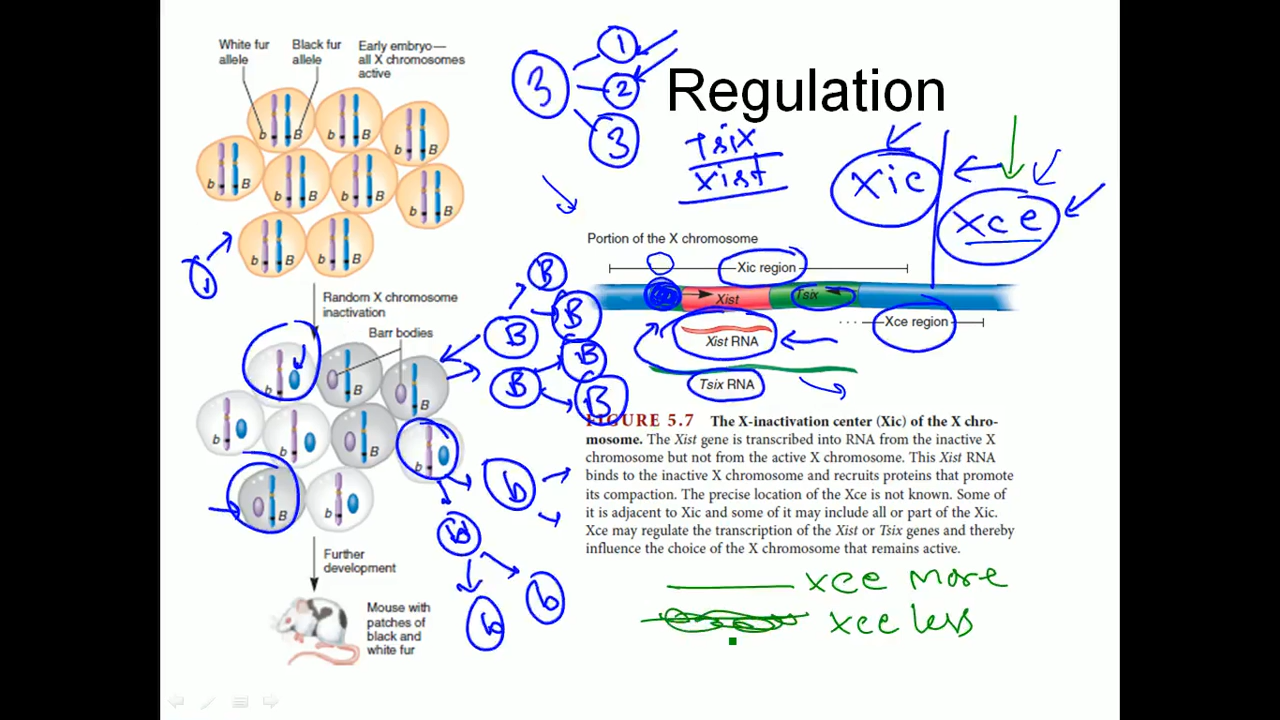 Regulation
White fur
allele
Black fur
allele
Early embryo—
all X chromosomes
active
b B
b B
b B
b B
b B
b B
b B
b B
b B
Random X chromosome
inactivation
Barr bodies
b
B
B
b
b
B
b
B
b
Further
development
Mouse with
patches of
black and
white fur
1
3
1
2
3
Tsix
Xist
Xic
Xce
B
B
B
B
B
B
b
b
b
b
Portion of the X chromosome
Xic region
Xist
Tsix
Xce region
Xist RNA
Tsix RNA
FIGURE 5.7 The X-inactivation center (Xic) of the X chro-
mosome. The Xist gene is transcribed into RNA from the inactive X
chromosome but not from the active X chromosome. This Xist RNA
binds to the inactive X chromosome and recruits proteins that promote
its compaction. The precise location of the Xce is not known. Some of
it is adjacent to Xic and some of it may include all or part of the Xic.
Xce may regulate the transcription of the Xist or Tsix genes and thereby
influence the choice of the X chromosome that remains active.
Xce More
Xce less